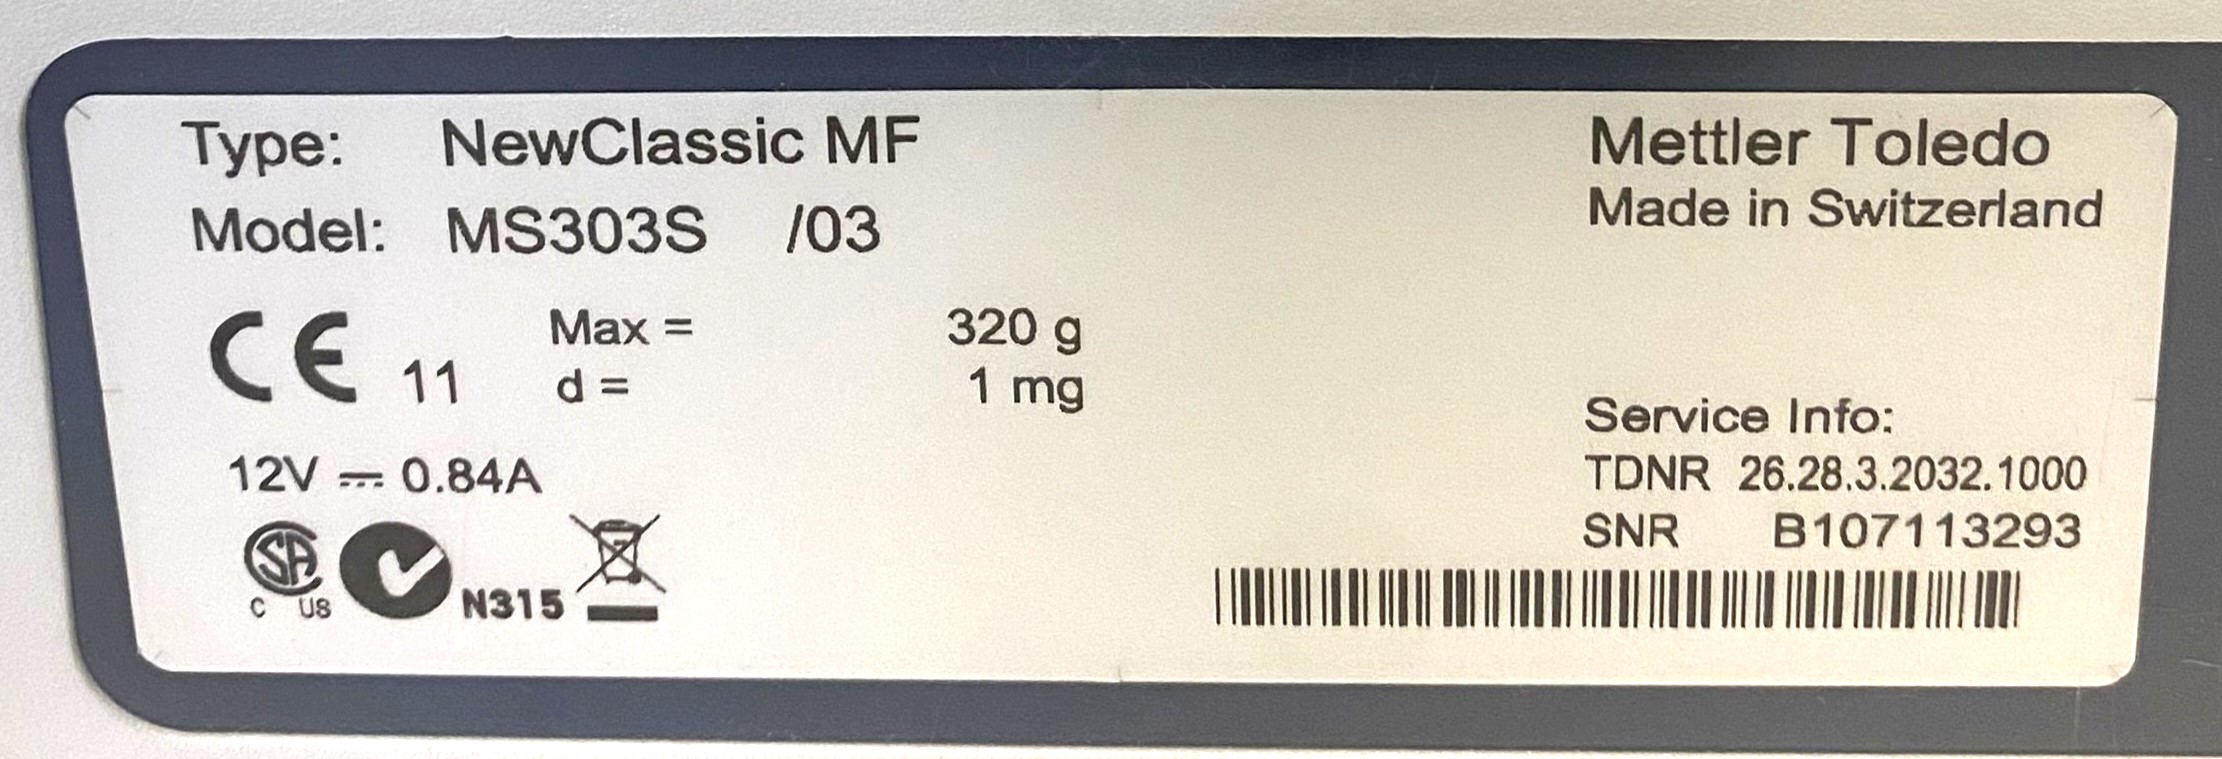 Type: NewClassic MF
Model: MS303S /03
Mettler Toledo
Made in Switzerland
CE 11
Max = 320 g
d = 1 mg
12V ⎓ 0.84A
Service Info:
TDNR 26.28.3.2032.1000
SNR B107113293
SA
C US
N315